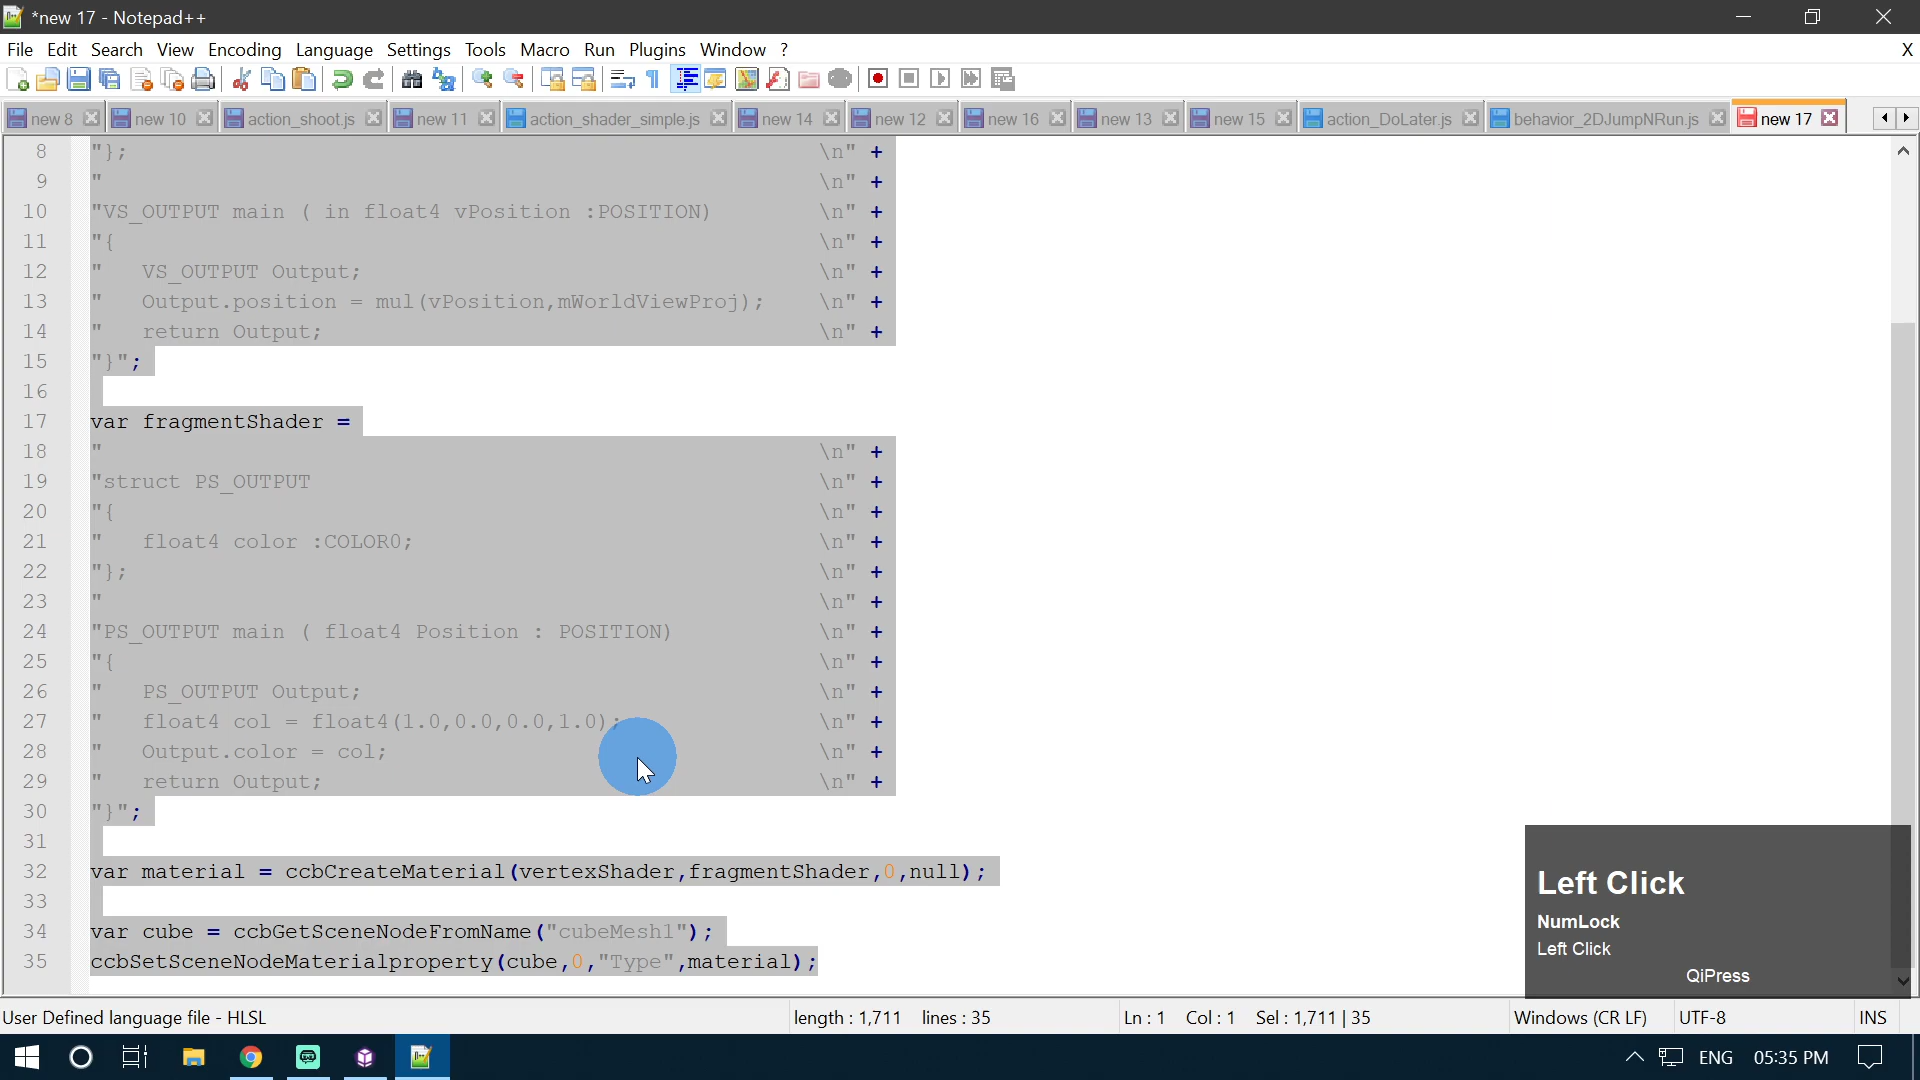 *new 17 - Notepad++
File Edit Search View Encoding Language Settings Tools Macro Run Plugins Window ? X
new 8 new 10 action_shoot.js new 11 action_shader_simple.js new 14 new 12 new 16 new 13 new 15 action_DoLater.js behavior_2DJumpNRun.js new 17
8 "}; \n" +
9 " \n" +
10 "VS_OUTPUT main ( in float4 vPosition :POSITION) \n" +
11 "{ \n" +
12 " VS_OUTPUT Output; \n" +
13 " Output.position = mul(vPosition,mWorldViewProj); \n" +
14 " return Output; \n" +
15 "}";
16
17 var fragmentShader =
18 " \n" +
19 "struct PS_OUTPUT \n" +
20 "{ \n" +
21 " float4 color :COLOR0; \n" +
22 "}; \n" +
23 " \n" +
24 "PS_OUTPUT main ( float4 Position : POSITION) \n" +
25 "{ \n" +
26 " PS_OUTPUT Output; \n" +
27 " float4 col = float4(1.0,0.0,0.0,1.0); \n" +
28 " Output.color = col; \n" +
29 " return Output; \n" +
30 "}";
31
32 var material = ccbCreateMaterial(vertexShader,fragmentShader,0,null);
33
34 var cube = ccbGetSceneNodeFromName("cubeMesh1");
35 ccbSetSceneNodeMaterialproperty(cube,0,"Type",material);
Left Click
NumLock
Left Click
QiPress
User Defined language file - HLSL length : 1,711 lines : 35 Ln : 1 Col : 1 Sel : 1,711 | 35 Windows (CR LF) UTF-8 INS
ENG 05:35 PM